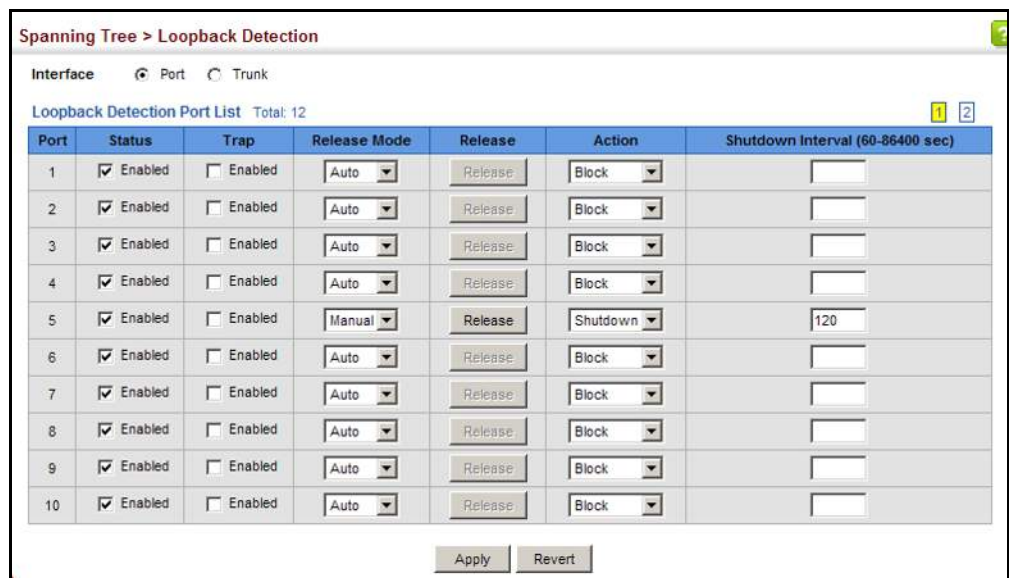 Spanning Tree > Loopback Detection
?
Interface Port Trunk
Loopback Detection Port List Total: 12 1 2
Port Status Trap Release Mode Release Action Shutdown Interval (60-86400 sec)
1 Enabled Enabled Auto Release Block
2 Enabled Enabled Auto Release Block
3 Enabled Enabled Auto Release Block
4 Enabled Enabled Auto Release Block
5 Enabled Enabled Manual Release Shutdown 120
6 Enabled Enabled Auto Release Block
7 Enabled Enabled Auto Release Block
8 Enabled Enabled Auto Release Block
9 Enabled Enabled Auto Release Block
10 Enabled Enabled Auto Release Block
Apply Revert